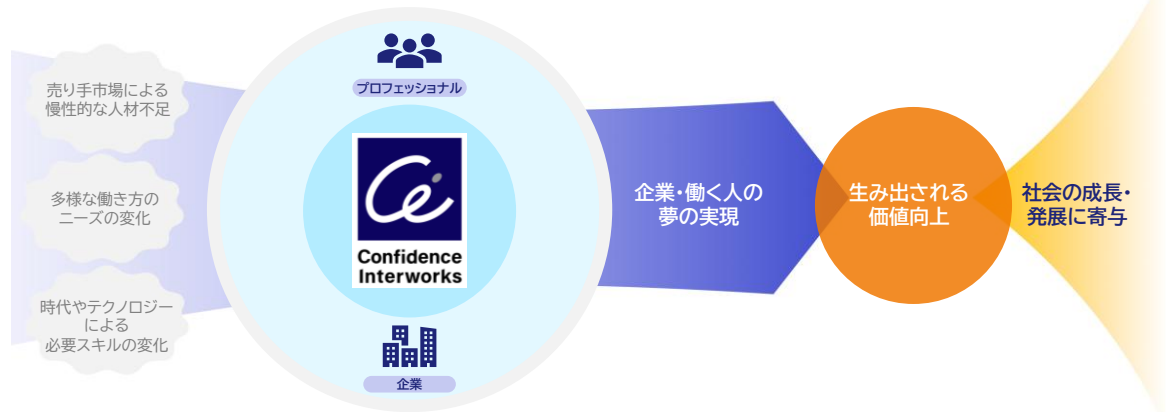 売り手市場による
慢性的な人材不足
多様な働き方の
ニーズの変化
時代やテクノロジー
による
必要スキルの変化
プロフェッショナル
Ci
Confidence
Interworks
企業
企業・働く人の
夢の実現
生み出される
価値向上
社会の成長・
発展に寄与